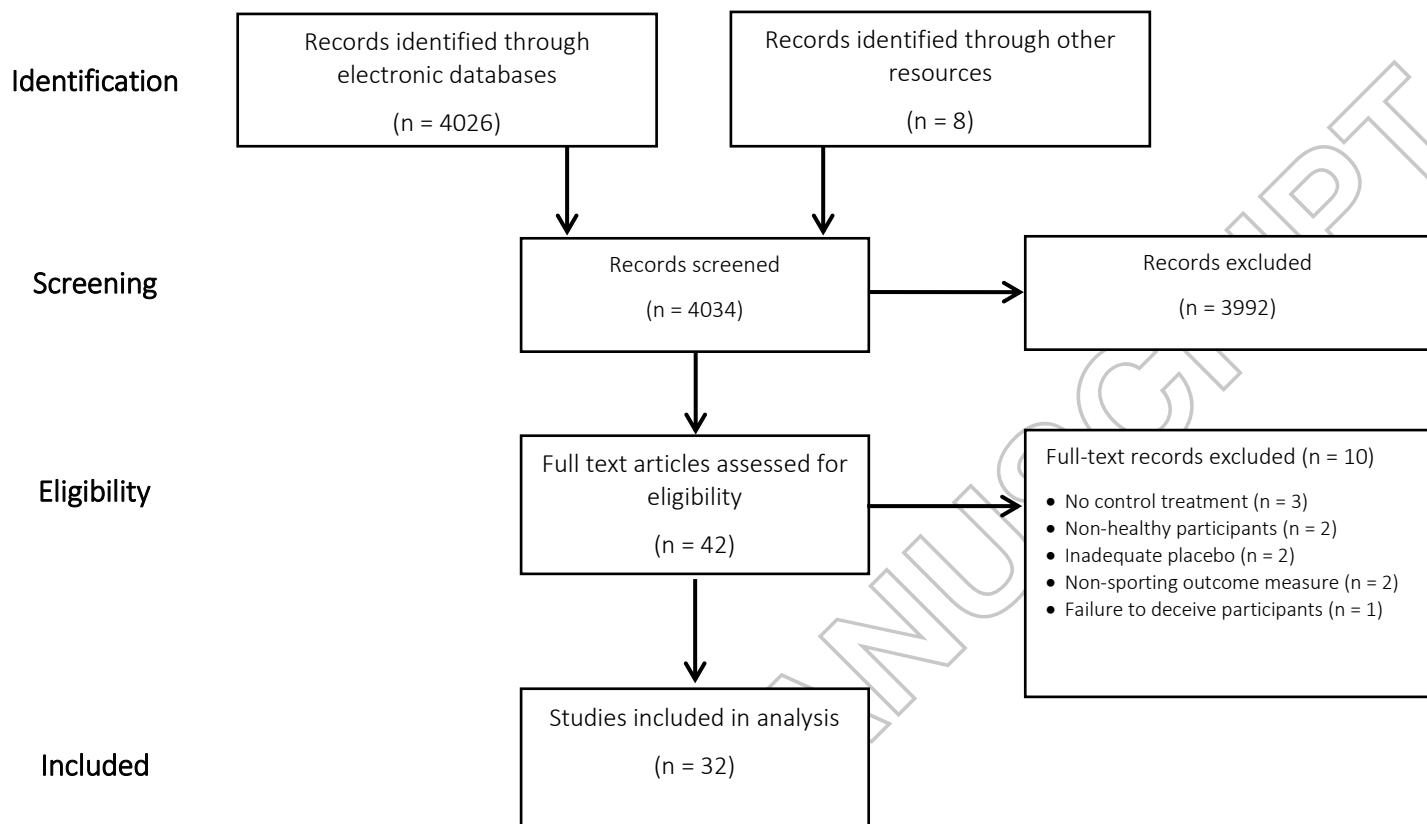 Identification
Records identified through
electronic databases
(n = 4026)
Records identified through other
resources
(n = 8)
Screening
Records screened
(n = 4034)
Records excluded
(n = 3992)
Eligibility
Full text articles assessed for
eligibility
(n = 42)
Full-text records excluded (n = 10)
• No control treatment (n = 3)
• Non-healthy participants (n = 2)
• Inadequate placebo (n = 2)
• Non-sporting outcome measure (n = 2)
• Failure to deceive participants (n = 1)
Included
Studies included in analysis
(n = 32)
ANUSCRIPT